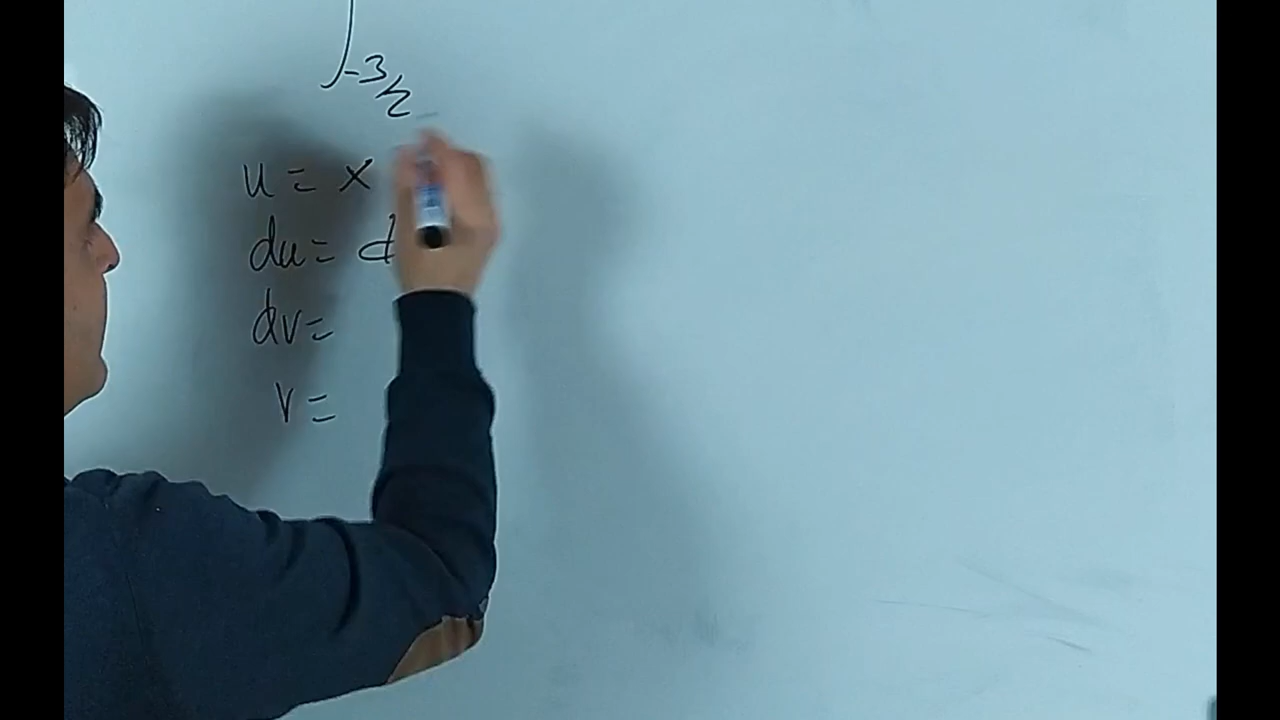 ∫-3/2
u = x
du = d
dv =
v =